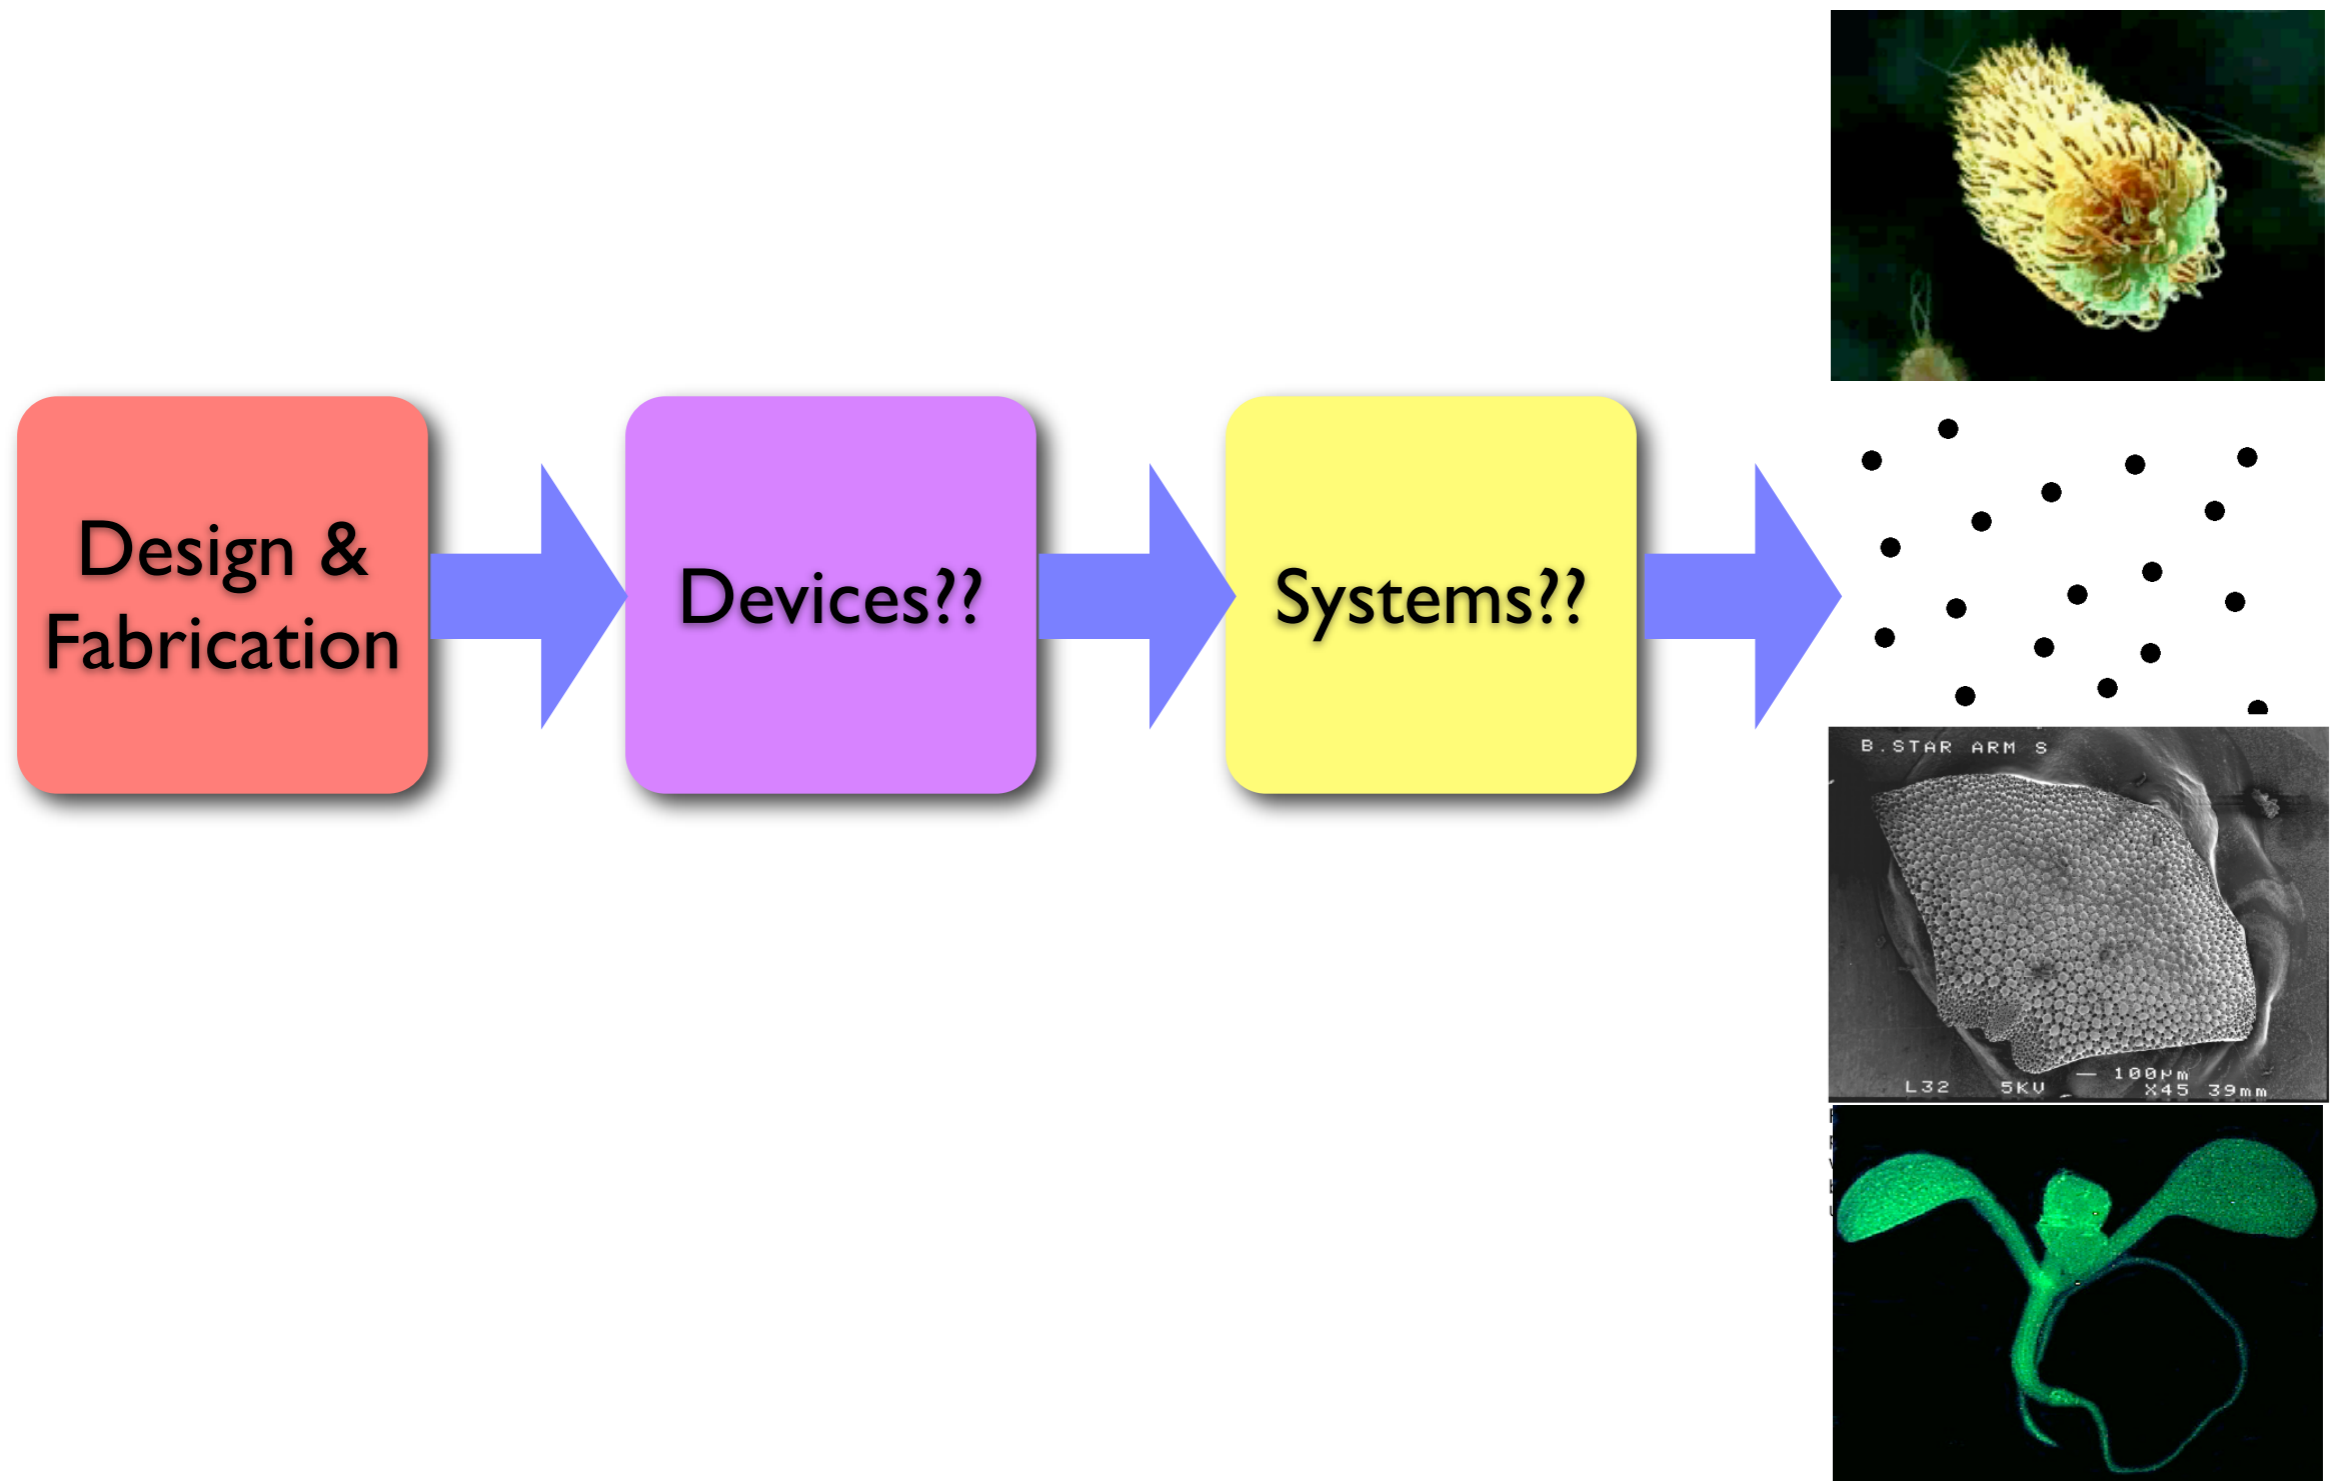 Design &
Fabrication
Devices??
Systems??
B.STAR ARM S
100µm
L32 5KV X45 39mm